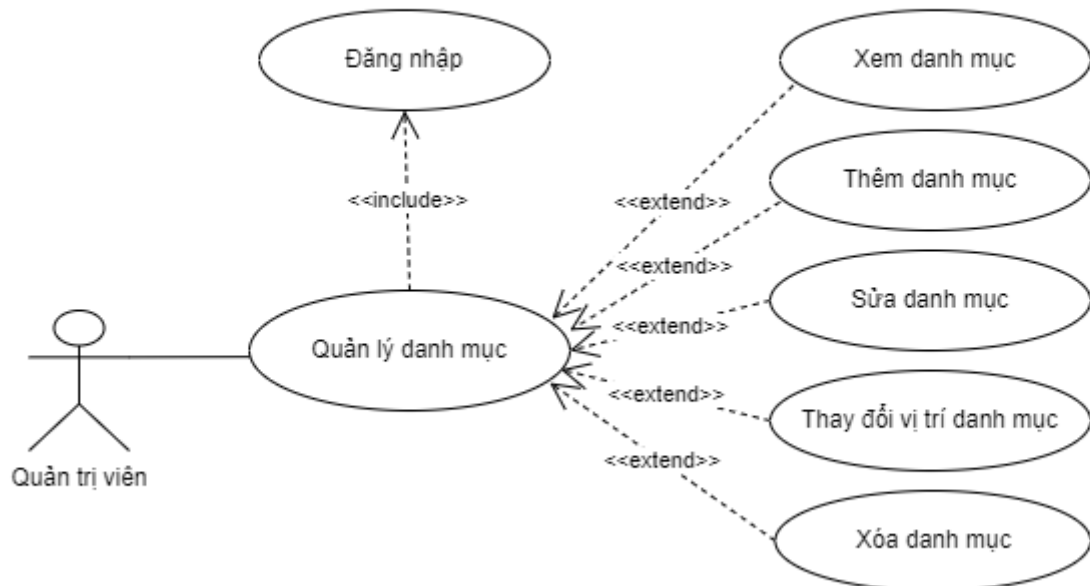 Đăng nhập
Xem danh mục
Thêm danh mục
<<include>>
<<extend>>
<<extend>>
Sửa danh mục
<<extend>>
Quản lý danh mục
<<extend>>
Thay đổi vị trí danh mục
<<extend>>
Quản trị viên
Xóa danh mục